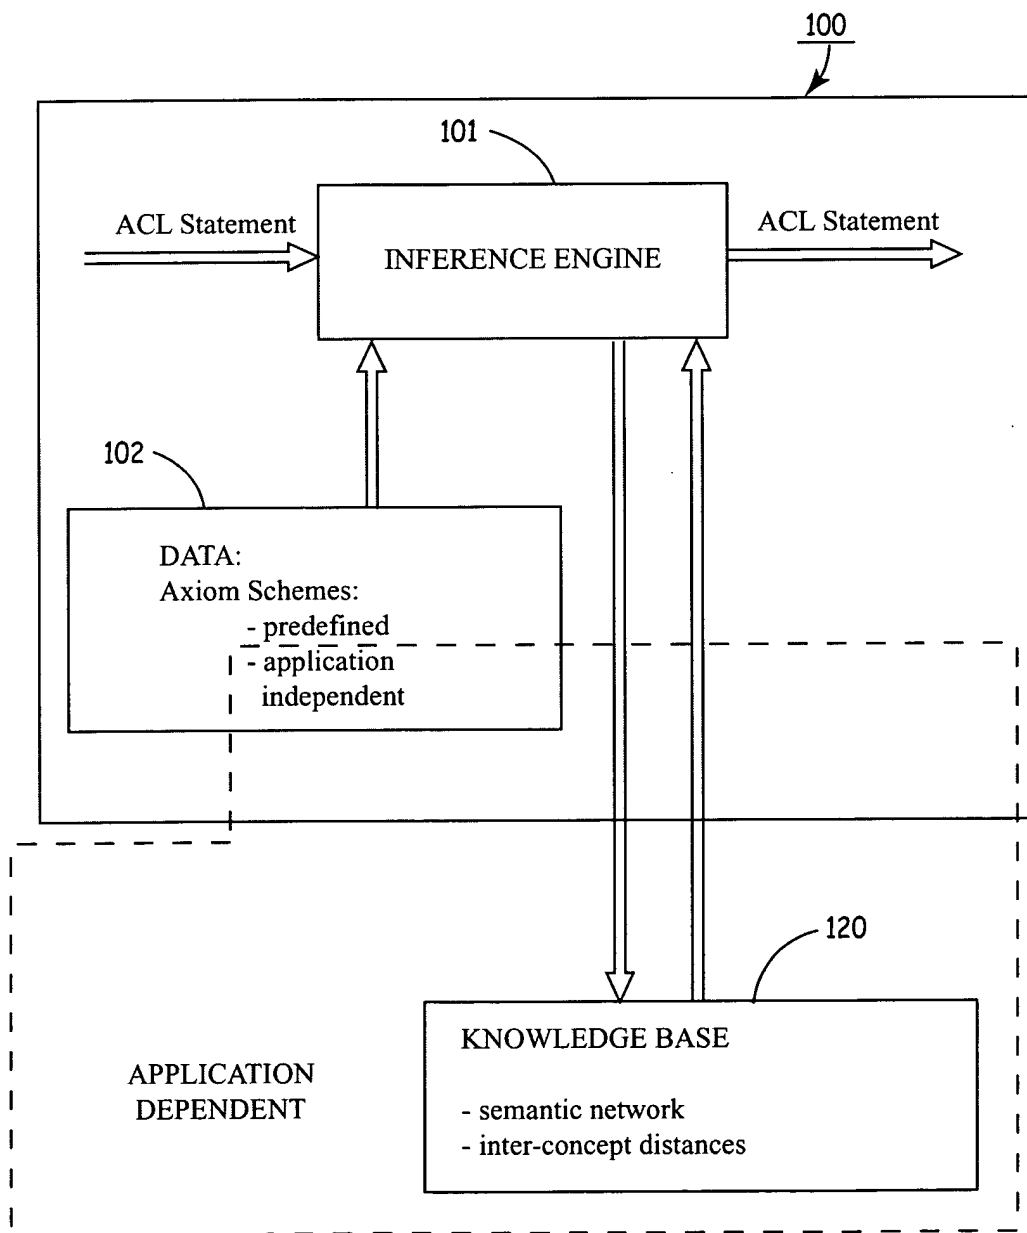 100
101
ACL Statement
ACL Statement
INFERENCE ENGINE
102
DATA:
Axiom Schemes:
- predefined
- application
independent
120
KNOWLEDGE BASE
- semantic network
- inter-concept distances
APPLICATION
DEPENDENT